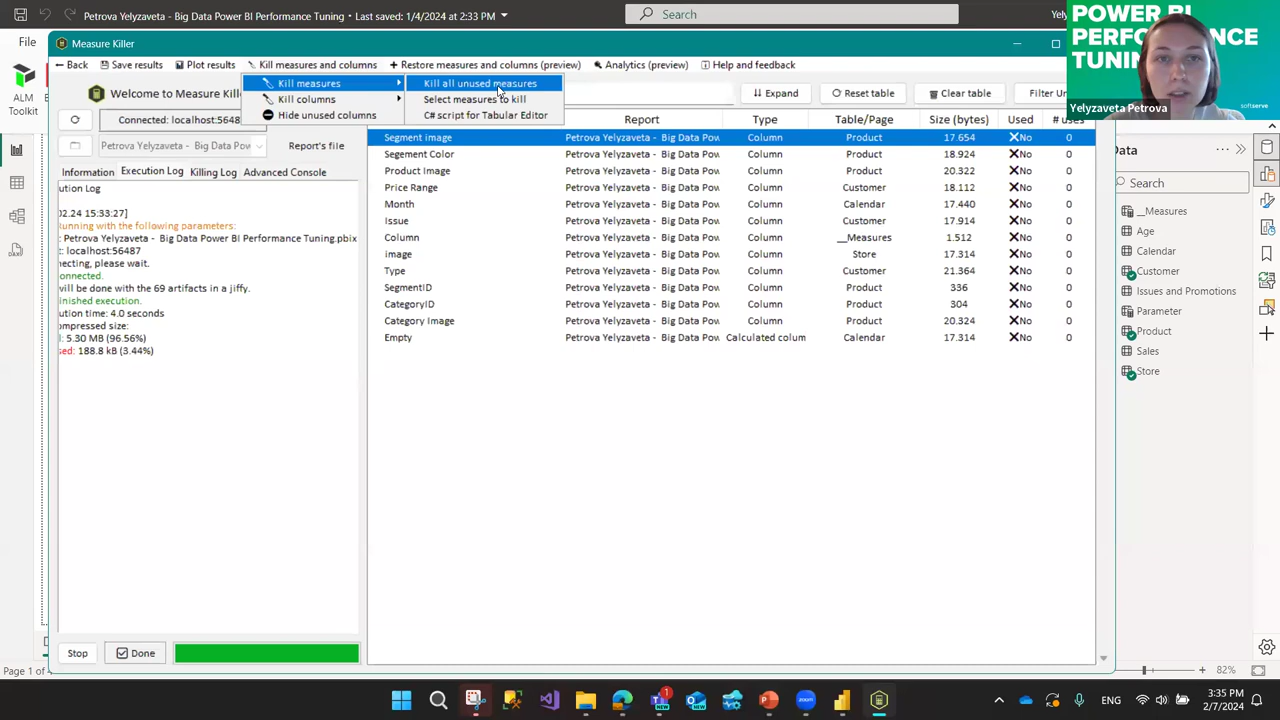 Petrova Yelyzaveta - Big Data Power BI Performance Tuning • Last saved: 1/4/2024 at 2:33 PM
Search
File
Measure Killer
Back
Save results
Plot results
Kill measures and columns
Restore measures and columns (preview)
Analytics (preview)
Help and feedback
Kill measures
Kill columns
Hide unused columns
Kill all unused measures
Select measures to kill
C# script for Tabular Editor
ALM
Toolkit
Welcome to Measure Kill
Expand
Reset table
Clear table
Filter Un
Connected: localhost:5648
Petrova Yelyzaveta - Big Data Pow
Report's file
Information
Execution Log
Killing Log
Advanced Console
ution Log
02.24 15:33:27]
Running with the following parameters:
: Petrova Yelyzaveta - Big Data Power BI Performance Tuning.pbix
t: localhost:56487
necting, please wait.
onnected.
will be done with the 69 artifacts in a jiffy.
inished execution.
ution time: 4.0 seconds
ompressed size:
l: 5.30 MB (96.56%)
sed: 188.8 kB (3.44%)
Report Type Table/Page Size (bytes) Used # uses
Segment image Petrova Yelyzaveta - Big Data Pow Column Product 17.654 No 0
Segement Color Petrova Yelyzaveta - Big Data Pow Column Product 18.924 No 0
Product Image Petrova Yelyzaveta - Big Data Pow Column Product 20.322 No 0
Price Range Petrova Yelyzaveta - Big Data Pow Column Customer 18.112 No 0
Month Petrova Yelyzaveta - Big Data Pow Column Calendar 17.440 No 0
Issue Petrova Yelyzaveta - Big Data Pow Column Customer 17.914 No 0
Column Petrova Yelyzaveta - Big Data Pow Column __Measures 1.512 No 0
image Petrova Yelyzaveta - Big Data Pow Column Store 17.314 No 0
Type Petrova Yelyzaveta - Big Data Pow Column Customer 21.364 No 0
SegmentID Petrova Yelyzaveta - Big Data Pow Column Product 336 No 0
CategoryID Petrova Yelyzaveta - Big Data Pow Column Product 304 No 0
Category Image Petrova Yelyzaveta - Big Data Pow Column Product 20.324 No 0
Empty Petrova Yelyzaveta - Big Data Pow Calculated colum Calendar 17.314 No 0
Stop
Done
Page 1 of
POWER BI
PERFORMANCE
TUNING
Yelyzaveta Petrova
softserve
Data
Search
__Measures
Age
Calendar
Customer
Issues and Promotions
Parameter
Product
Sales
Store
82%
ENG
3:35 PM
2/7/2024